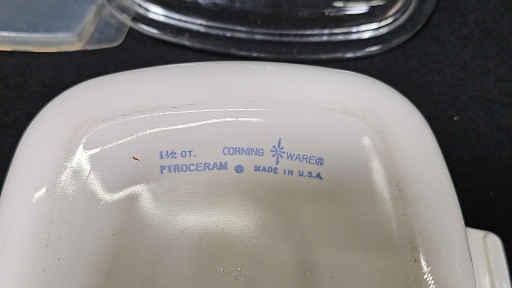 1½ QT. CORNING WARE®
PYROCERAM ® MADE IN U.S.A.